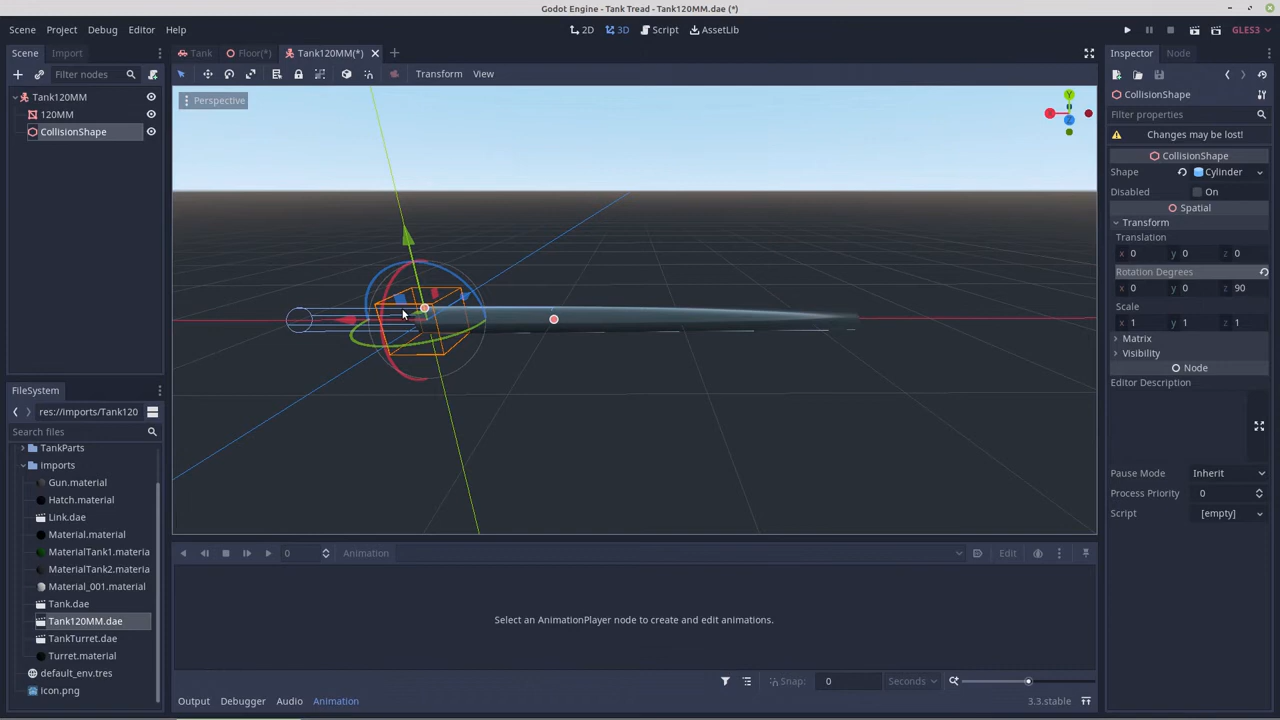 Godot Engine - Tank Tread - Tank120MM.dae (*)
Scene Project Debug Editor Help
2D 3D Script AssetLib
GLES3
Scene Import
Filter nodes
Tank120MM
120MM
CollisionShape
Tank Floor(*) Tank120MM(*)
Transform View
Perspective
Inspector Node
CollisionShape
Filter properties
Changes may be lost!
CollisionShape
Shape Cylinder
Disabled On
Spatial
Transform
Translation
x 0 y 0 z 0
Rotation Degrees
x 0 y 0 z 90
Scale
x 1 y 1 z 1
Matrix
Visibility
Node
Editor Description
Pause Mode Inherit
Process Priority 0
Script [empty]
FileSystem
res://imports/Tank120
Search files
TankParts
imports
Gun.material
Hatch.material
Link.dae
Material.material
MaterialTank1.materia
MaterialTank2.materia
Material_001.material
Tank.dae
Tank120MM.dae
TankTurret.dae
Turret.material
default_env.tres
icon.png
0 Animation Edit
Select an AnimationPlayer node to create and edit animations.
Snap: 0 Seconds
Output Debugger Audio Animation
3.3.stable